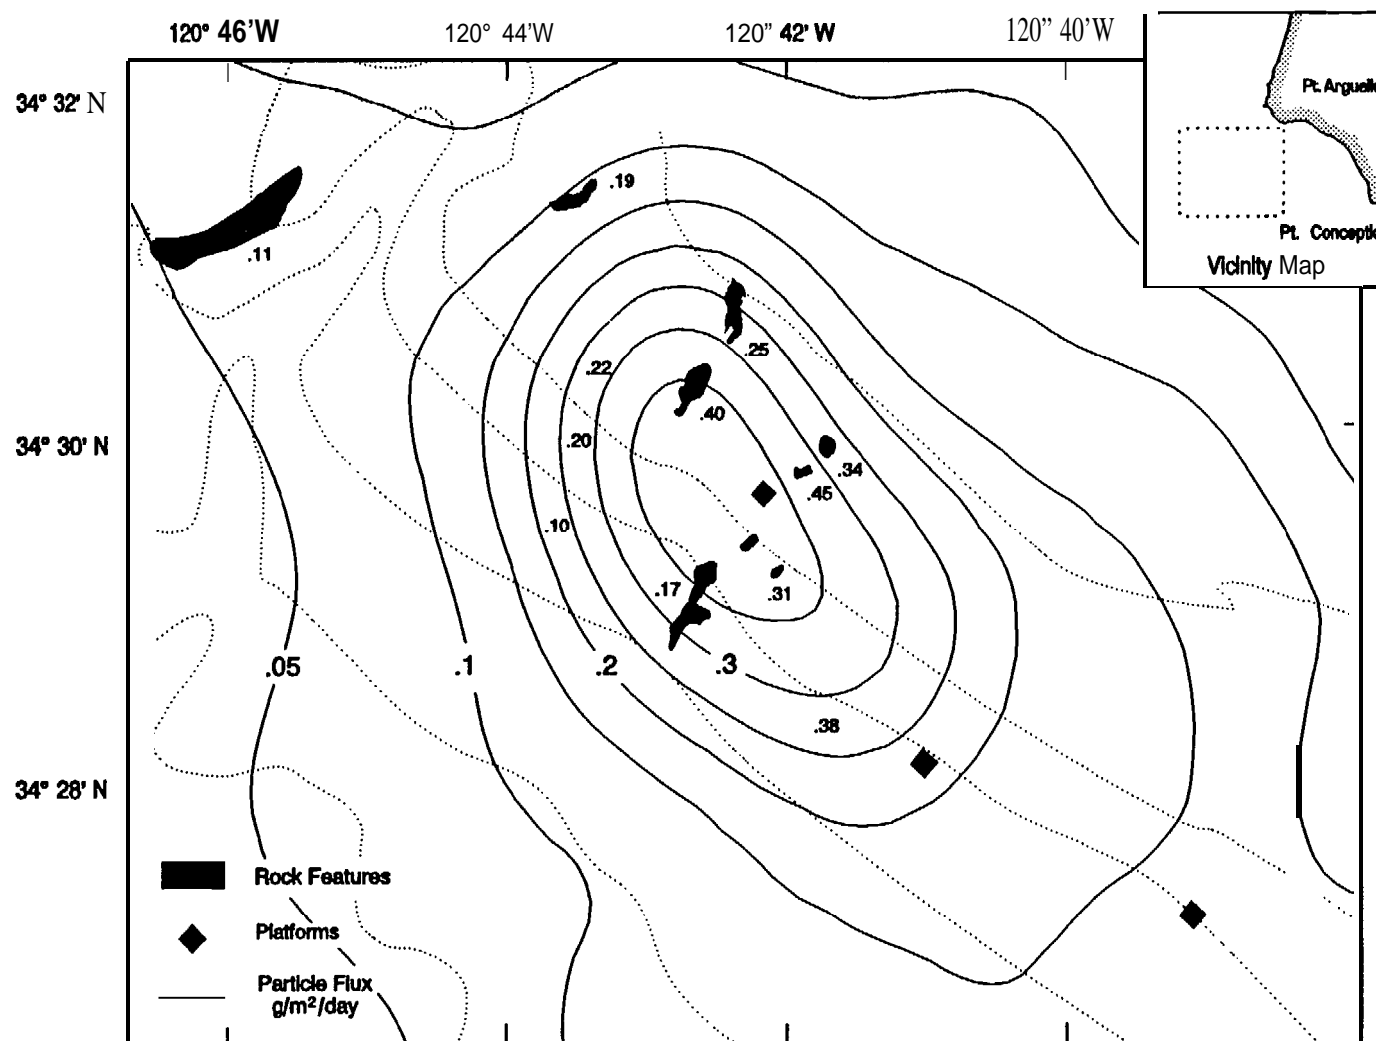 120° 46'W 120° 44'W 120" 42' W 120" 40'W
34° 32' N
Pt. Arguello
Pt. Conceptio
Vicinity Map
.19
.11
.25
.22
.40
34° 30' N
.20
.34
.45
.10
.17
.31
.05 .1 .2 .3
.38
34° 28' N
Rock Features
Platforms
Particle Flux
g/m²/day